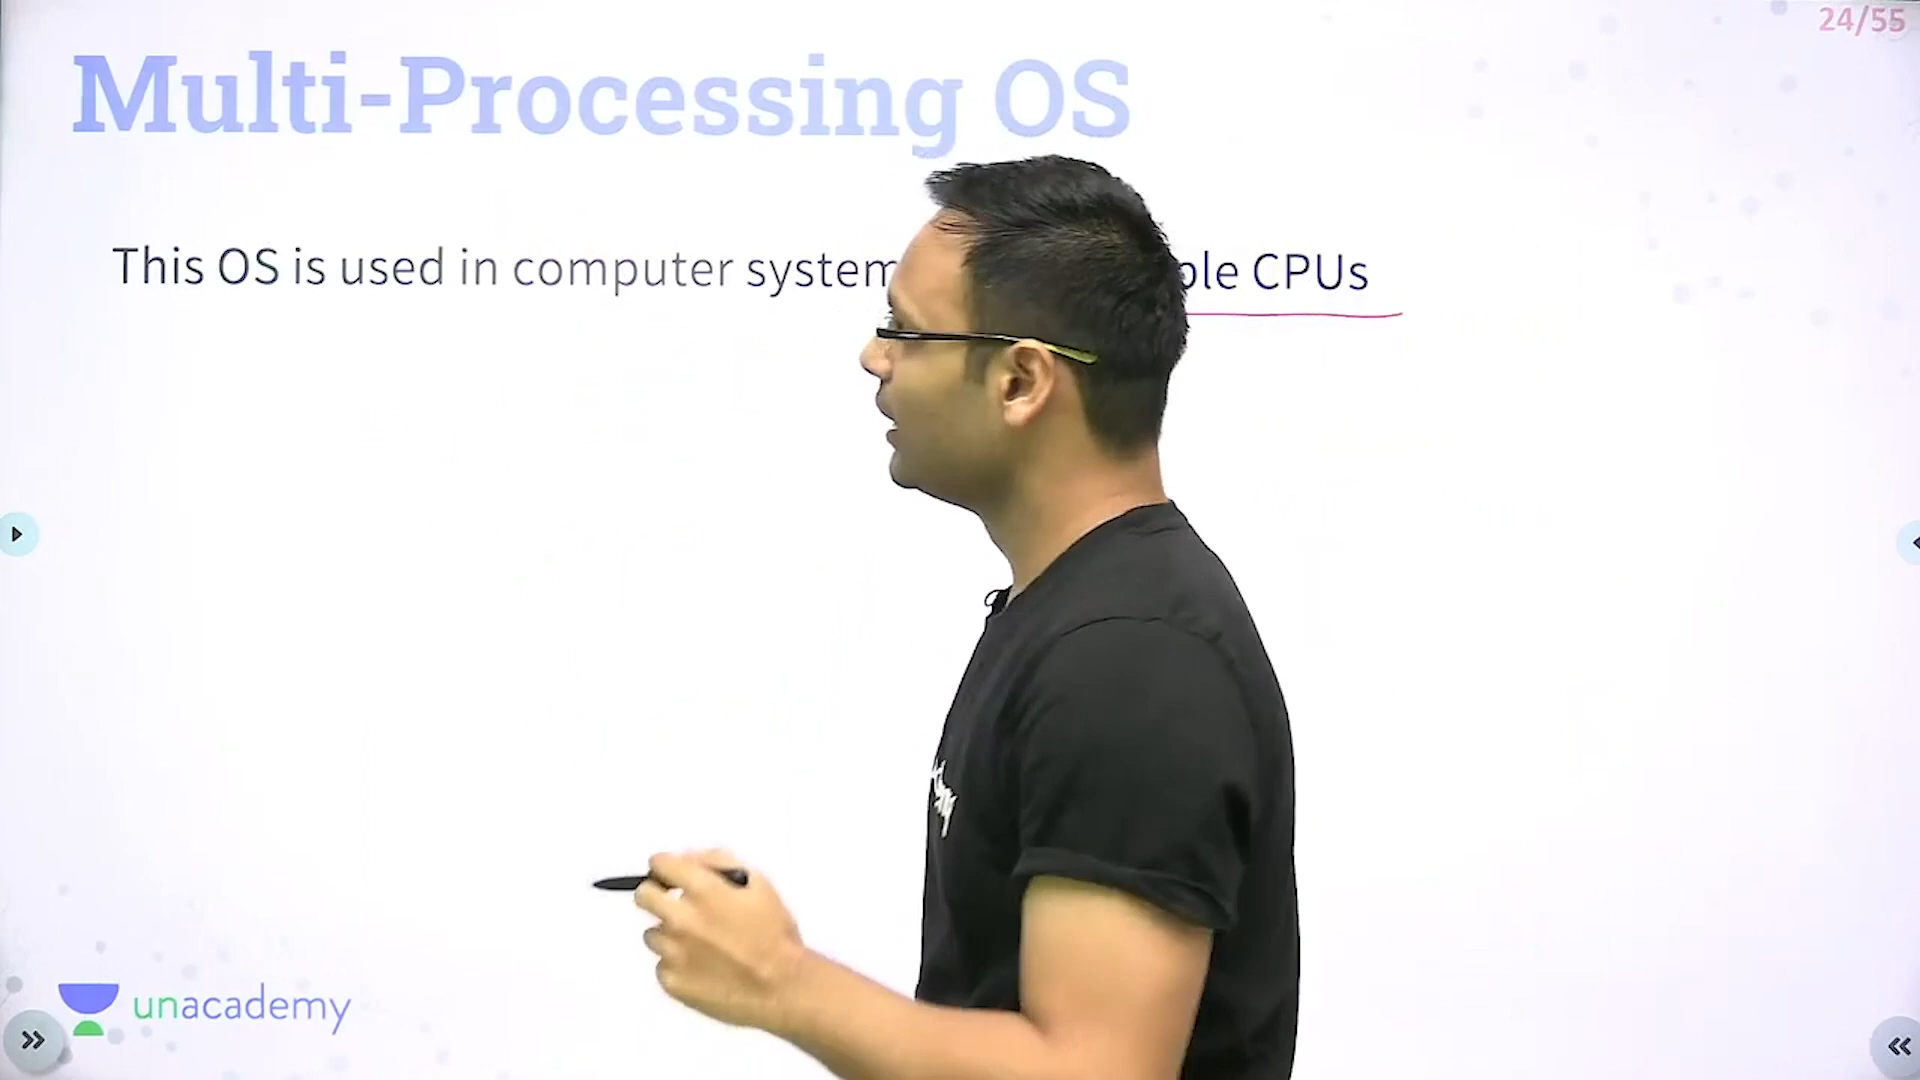 24/55
Multi-Processing OS
This OS is used in computer system ple CPUs
unacademy